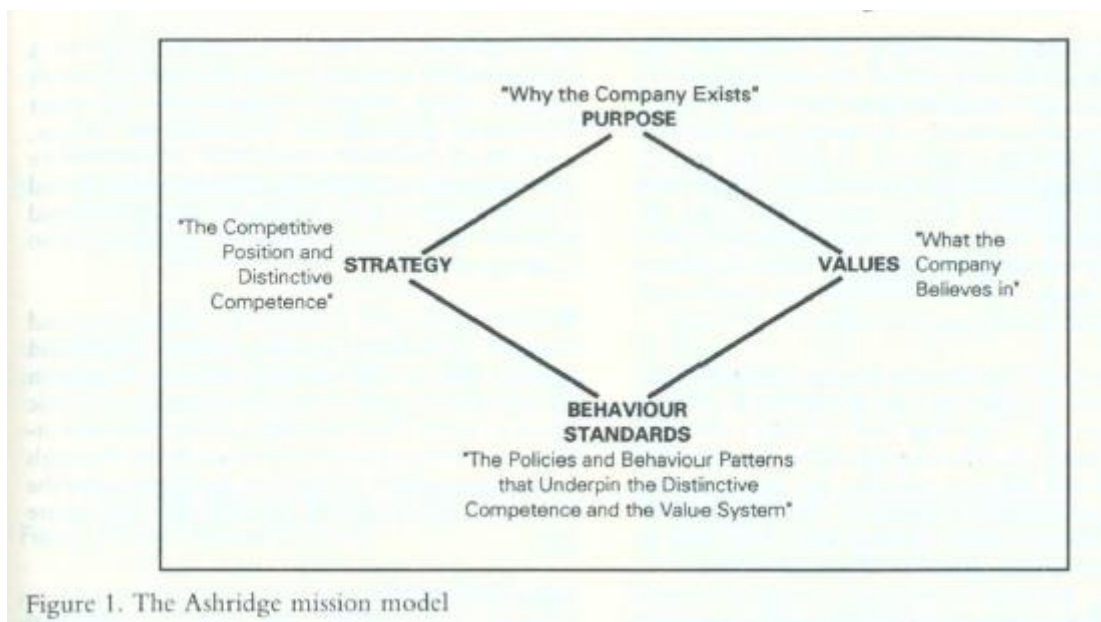 "Why the Company Exists"
PURPOSE
"The Competitive
Position and
Distinctive
Competence"
STRATEGY
VALUES
"What the
Company
Believes in"
BEHAVIOUR
STANDARDS
"The Policies and Behaviour Patterns
that Underpin the Distinctive
Competence and the Value System"
Figure 1. The Ashridge mission model